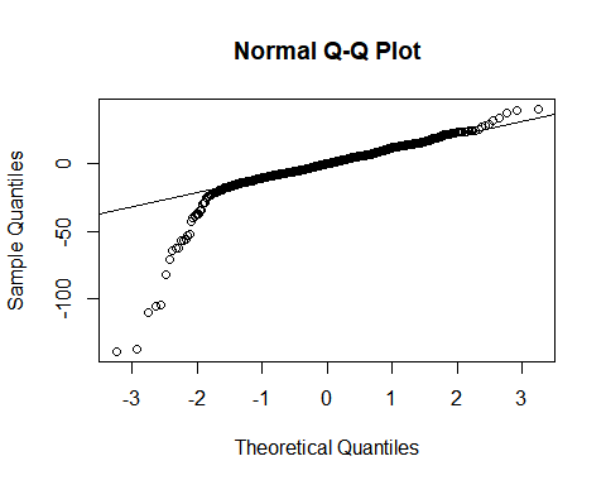 Normal Q-Q Plot
Sample Quantiles
0
-50
-100
-3 -2 -1 0 1 2 3
Theoretical Quantiles